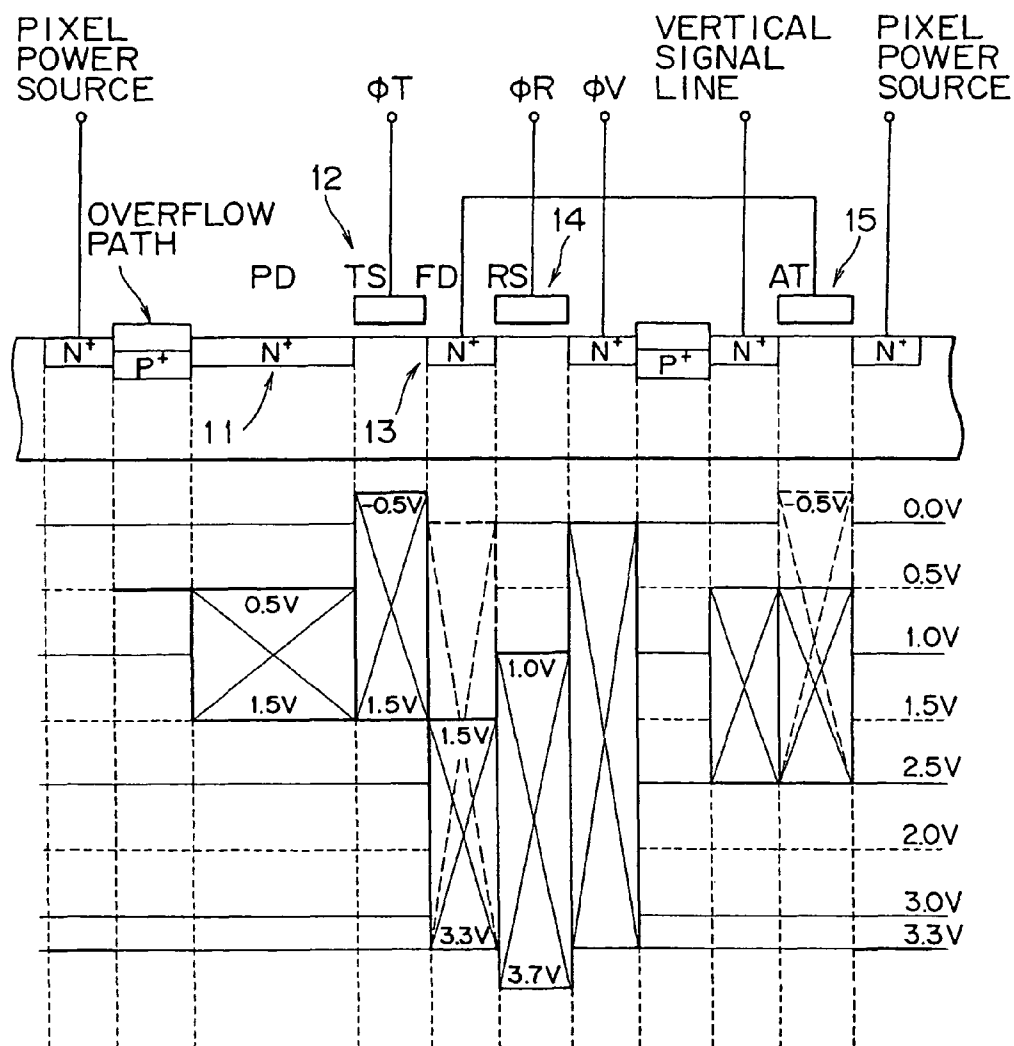 PIXEL
POWER
SOURCE
ΦT
ΦR
ΦV
VERTICAL
SIGNAL
LINE
PIXEL
POWER
SOURCE
OVERFLOW
PATH
12
14
15
PD
TS
FD
RS
AT
N+
P+
N+
N+
N+
P+
N+
N+
11
13
-0.5V
-0.5V
0.0V
0.5V
0.5V
1.0V
1.0V
1.5V
1.5V
1.5V
1.5V
2.5V
2.0V
3.0V
3.3V
3.3V
3.7V